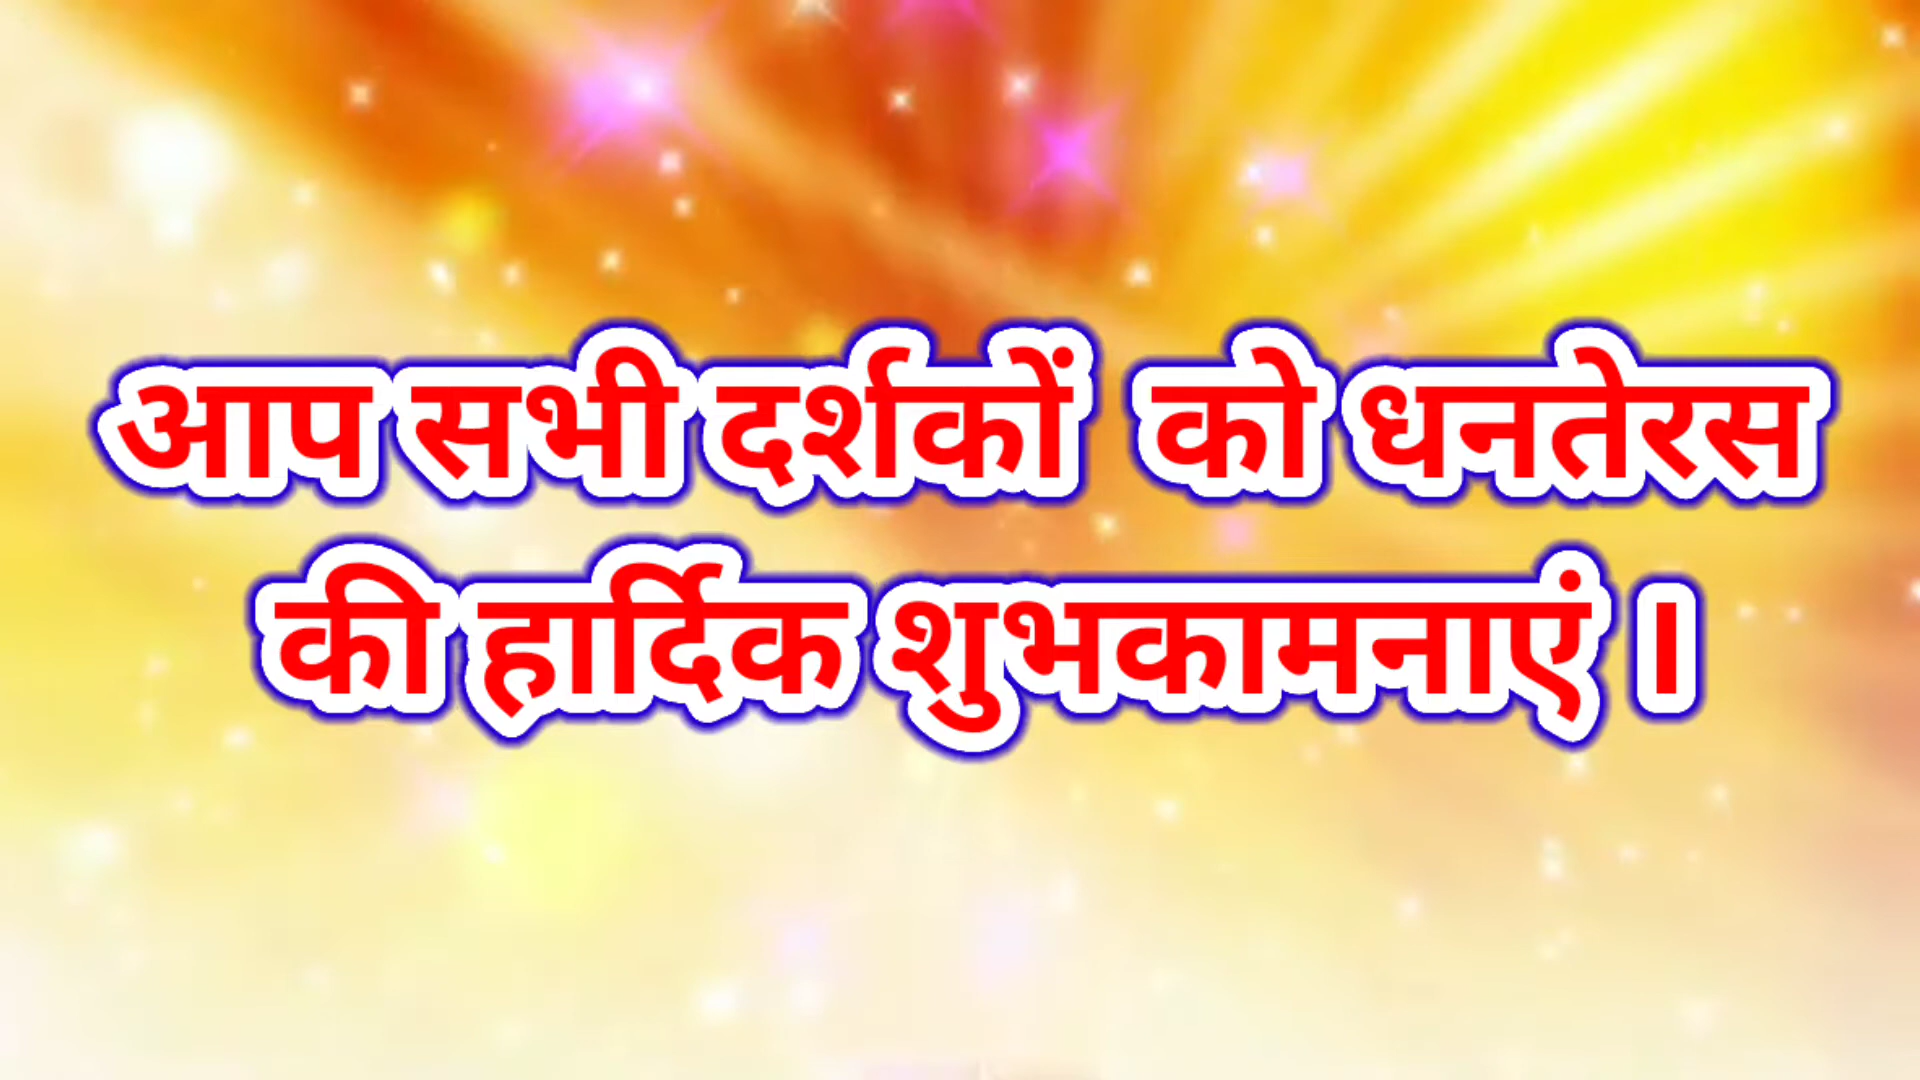 आप सभी दर्शकों  को धनतेरस
की हार्दिक शुभकामनाएं ।